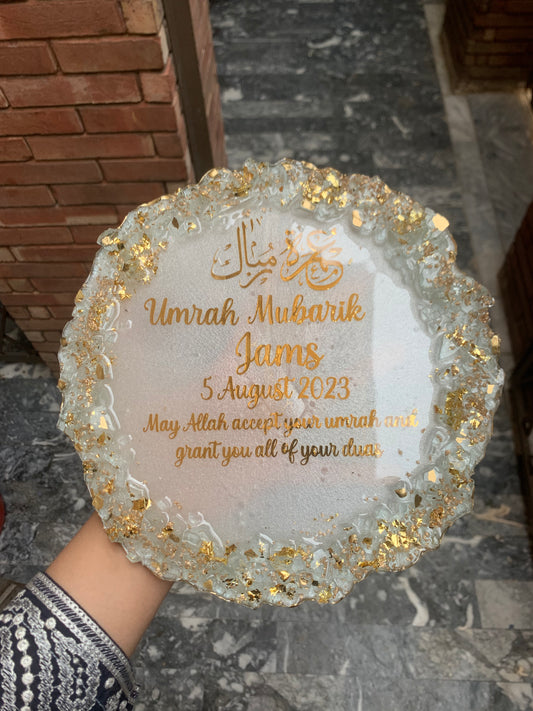 عمرة مبارك
Umrah Mubarik
Jams
5 August 2023
May Allah accept your umrah and
grant you all of your duas